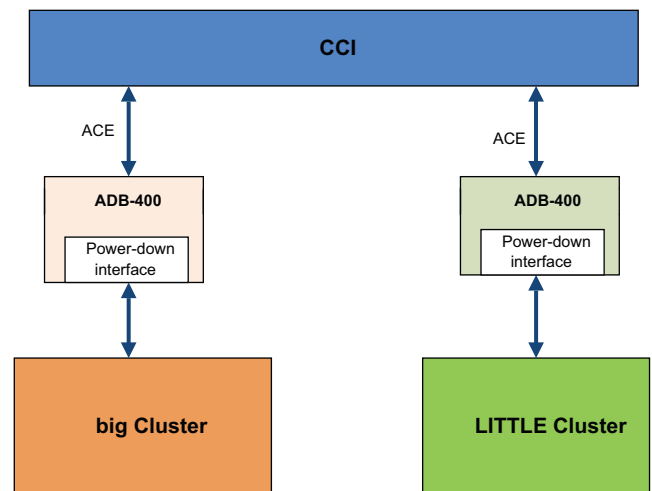 CCI
ACE
ACE
ADB-400
ADB-400
Power-down
interface
Power-down
interface
big Cluster
LITTLE Cluster